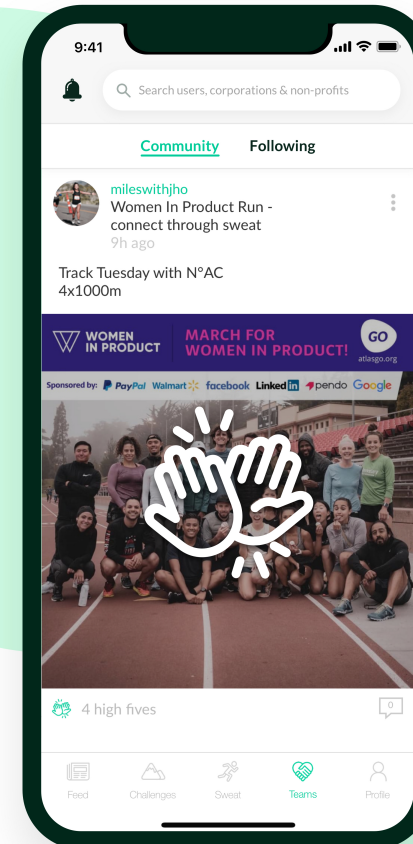 9:41
Search users, corporations & non-profits
Community Following
mileswithjho
Women In Product Run -
connect through sweat
9h ago
Track Tuesday with N°AC
4x1000m
WOMEN
IN PRODUCT
MARCH FOR
WOMEN IN PRODUCT!
GO
atlasgo.org
Sponsored by: PayPal Walmart facebook Linkedin pendo Google
4 high fives
0
Feed Challenges Sweat Teams Profile